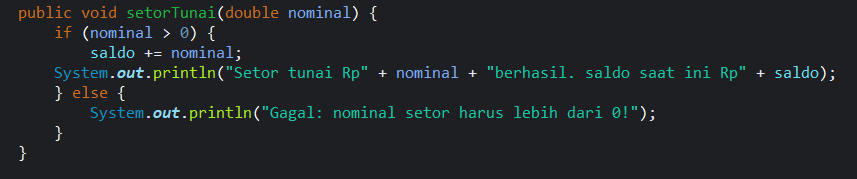 public void setorTunai(double nominal) {
    if (nominal > 0) {
        saldo += nominal;
    System.out.println("Setor tunai Rp" + nominal + "berhasil. saldo saat ini Rp" + saldo);
    } else {
        System.out.println("Gagal: nominal setor harus lebih dari 0!");
    }
}